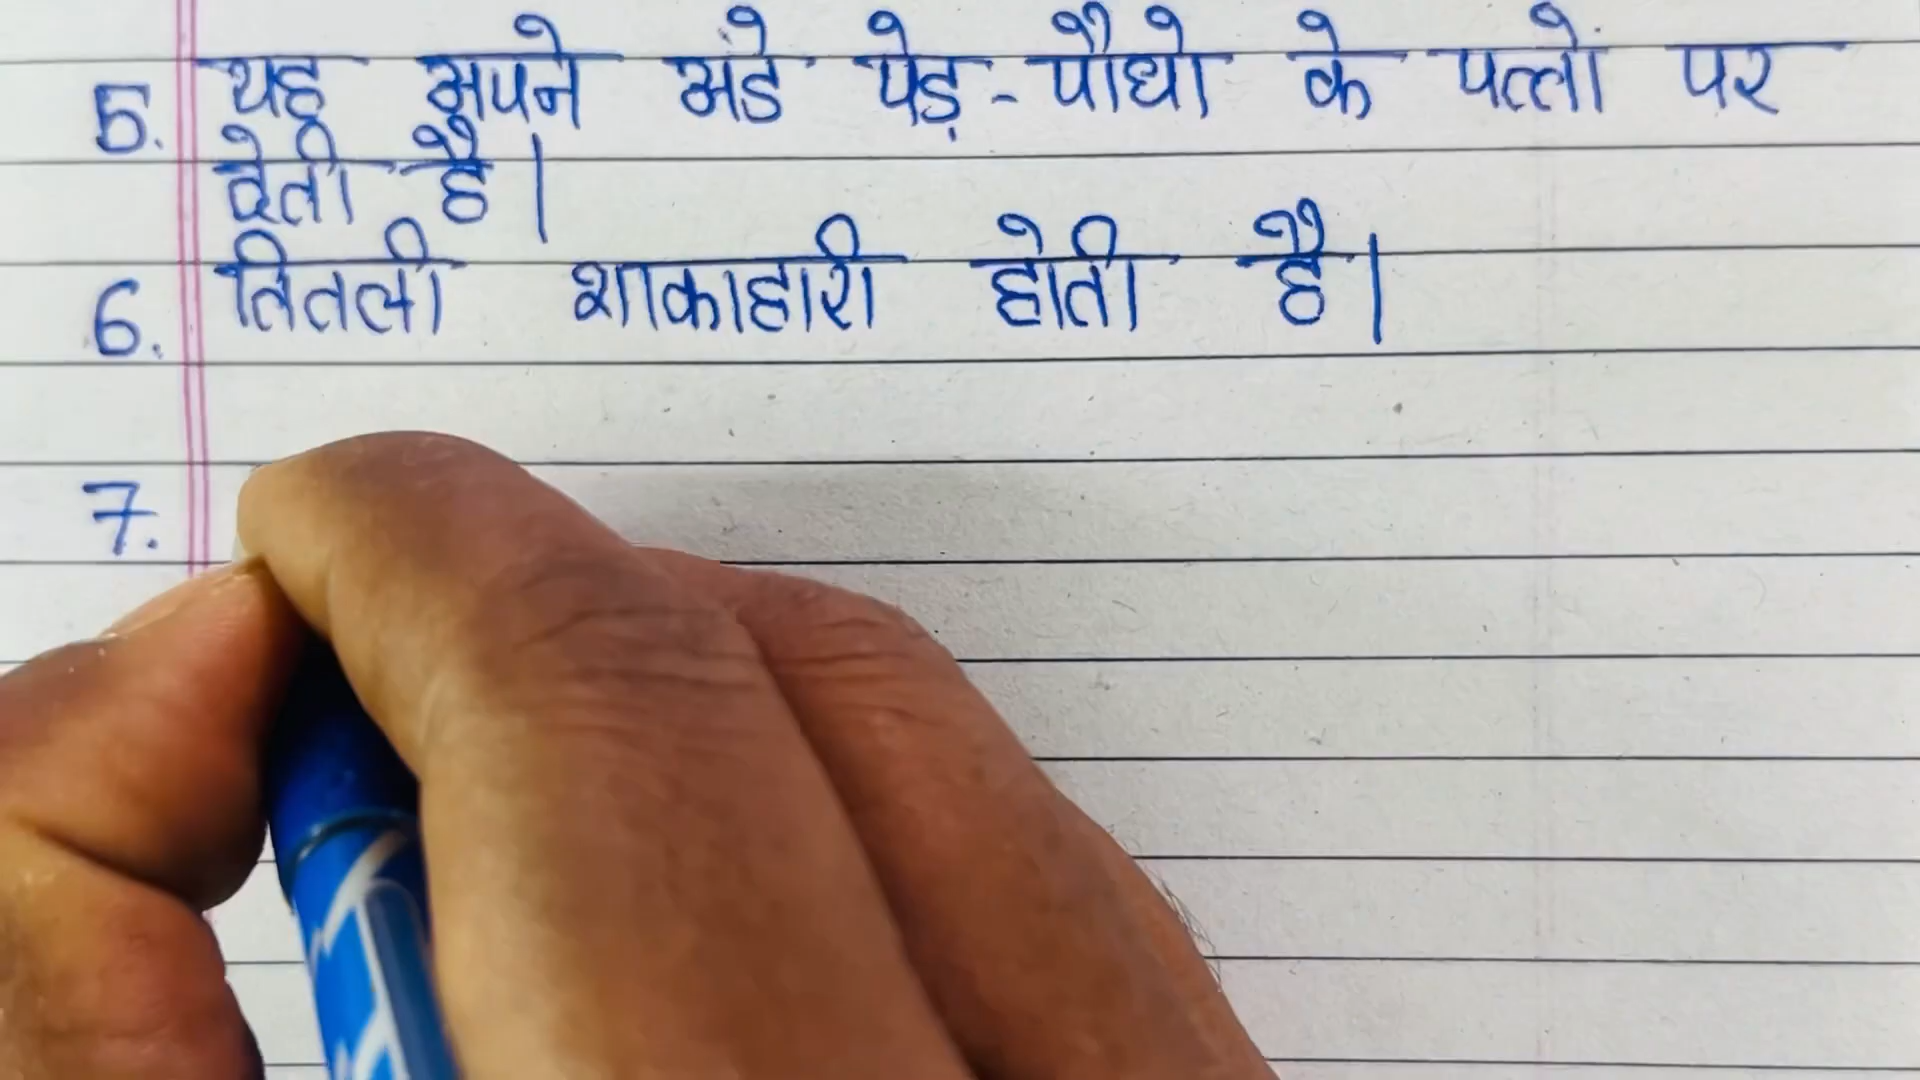 5. यह अपने अंडे पेड़ - पौधो के पत्तों पर
देती है।
6. तितली शाकाहारी होती है।
7.